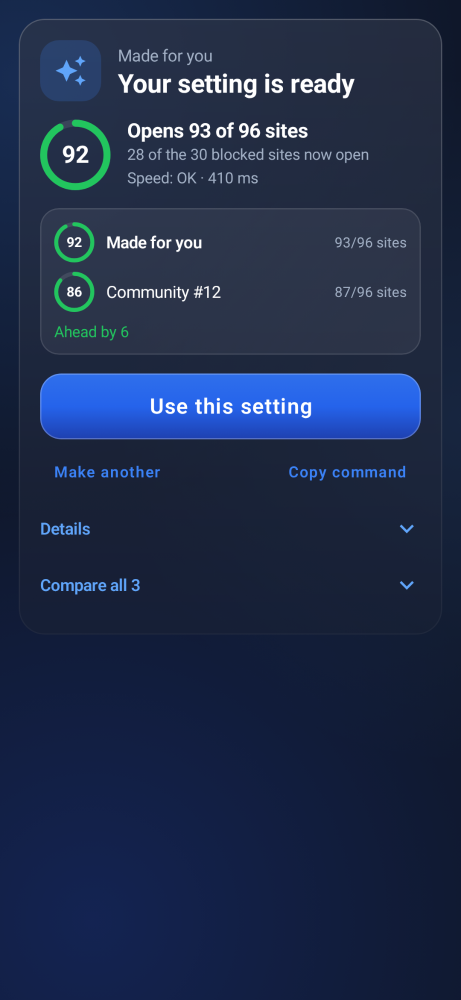 Made for you
Your setting is ready
92
Opens 93 of 96 sites
28 of the 30 blocked sites now open
Speed: OK · 410 ms
92 Made for you 93/96 sites
86 Community #12 87/96 sites
Ahead by 6
Use this setting
Make another Copy command
Details
Compare all 3